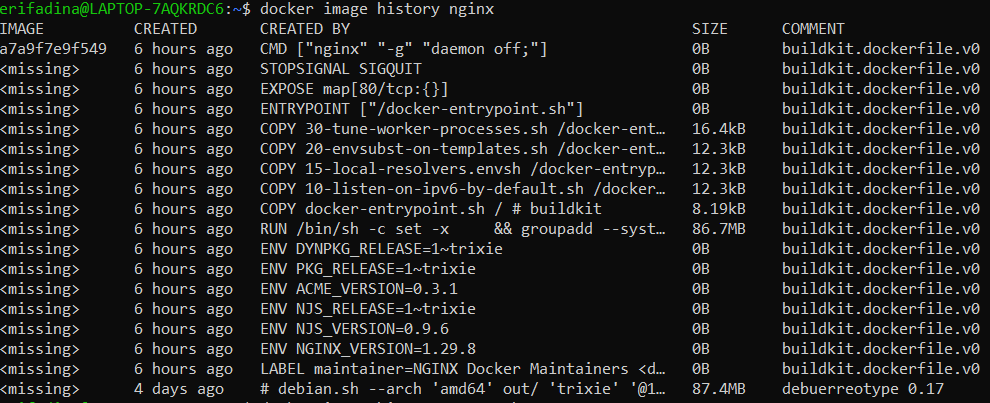 erifadina@LAPTOP-7AQKRDC6:~$ docker image history nginx
IMAGE CREATED CREATED BY SIZE COMMENT
a7a9f7e9f549 6 hours ago CMD ["nginx" "-g" "daemon off;"] 0B buildkit.dockerfile.v0
<missing> 6 hours ago STOPSIGNAL SIGQUIT 0B buildkit.dockerfile.v0
<missing> 6 hours ago EXPOSE map[80/tcp:{}] 0B buildkit.dockerfile.v0
<missing> 6 hours ago ENTRYPOINT ["/docker-entrypoint.sh"] 0B buildkit.dockerfile.v0
<missing> 6 hours ago COPY 30-tune-worker-processes.sh /docker-ent… 16.4kB buildkit.dockerfile.v0
<missing> 6 hours ago COPY 20-envsubst-on-templates.sh /docker-ent… 12.3kB buildkit.dockerfile.v0
<missing> 6 hours ago COPY 15-local-resolvers.envsh /docker-entryp… 12.3kB buildkit.dockerfile.v0
<missing> 6 hours ago COPY 10-listen-on-ipv6-by-default.sh /docker… 12.3kB buildkit.dockerfile.v0
<missing> 6 hours ago COPY docker-entrypoint.sh / # buildkit 8.19kB buildkit.dockerfile.v0
<missing> 6 hours ago RUN /bin/sh -c set -x && groupadd --syst… 86.7MB buildkit.dockerfile.v0
<missing> 6 hours ago ENV DYNPKG_RELEASE=1~trixie 0B buildkit.dockerfile.v0
<missing> 6 hours ago ENV PKG_RELEASE=1~trixie 0B buildkit.dockerfile.v0
<missing> 6 hours ago ENV ACME_VERSION=0.3.1 0B buildkit.dockerfile.v0
<missing> 6 hours ago ENV NJS_RELEASE=1~trixie 0B buildkit.dockerfile.v0
<missing> 6 hours ago ENV NJS_VERSION=0.9.6 0B buildkit.dockerfile.v0
<missing> 6 hours ago ENV NGINX_VERSION=1.29.8 0B buildkit.dockerfile.v0
<missing> 6 hours ago LABEL maintainer=NGINX Docker Maintainers <d… 0B buildkit.dockerfile.v0
<missing> 4 days ago # debian.sh --arch 'amd64' out/ 'trixie' '@1… 87.4MB debuerreotype 0.17